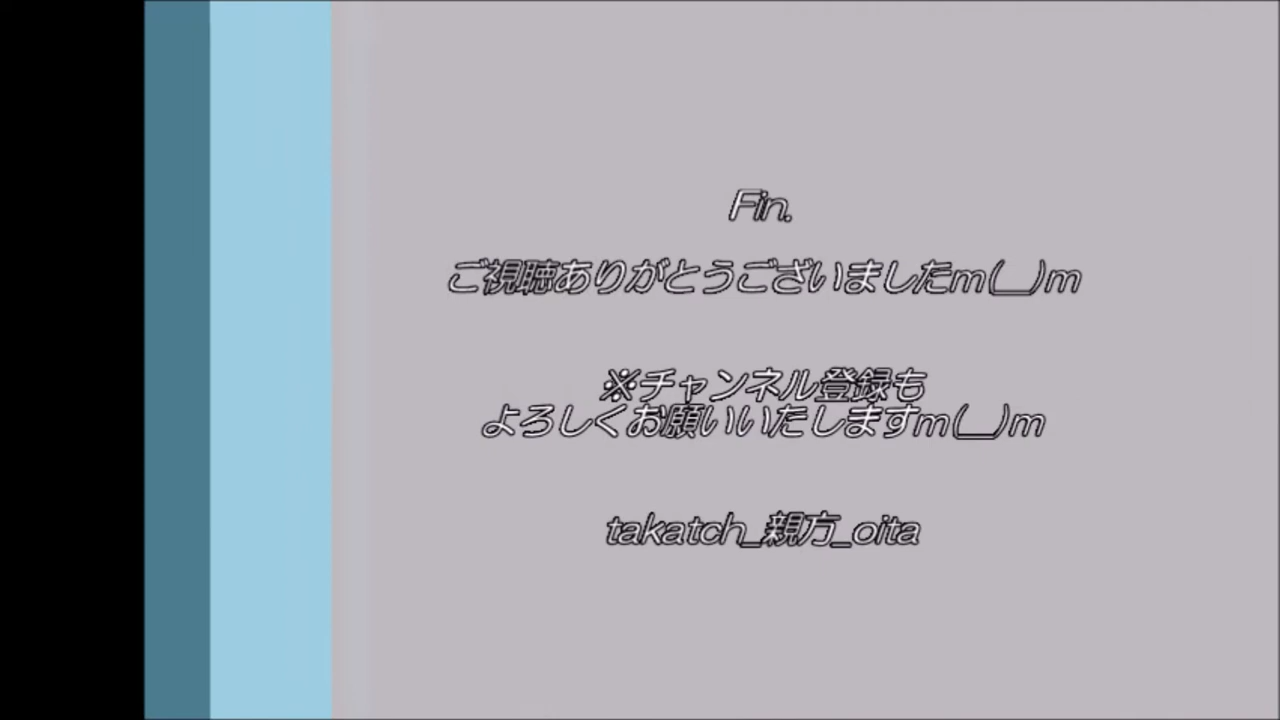 Fin.
ご視聴ありがとうございましたm(__)m
※チャンネル登録も
よろしくお願いいたしますm(__)m
takatch_親方_oita